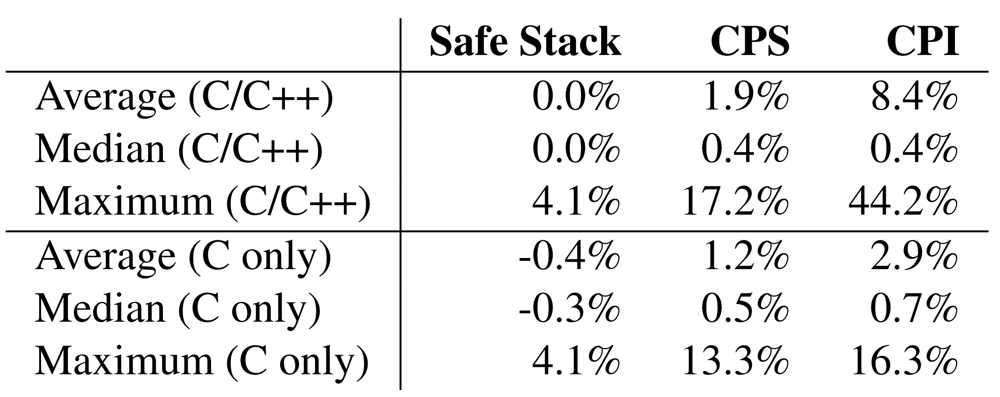 Safe Stack CPS CPI
Average (C/C++) 0.0% 1.9% 8.4%
Median (C/C++) 0.0% 0.4% 0.4%
Maximum (C/C++) 4.1% 17.2% 44.2%
Average (C only) -0.4% 1.2% 2.9%
Median (C only) -0.3% 0.5% 0.7%
Maximum (C only) 4.1% 13.3% 16.3%